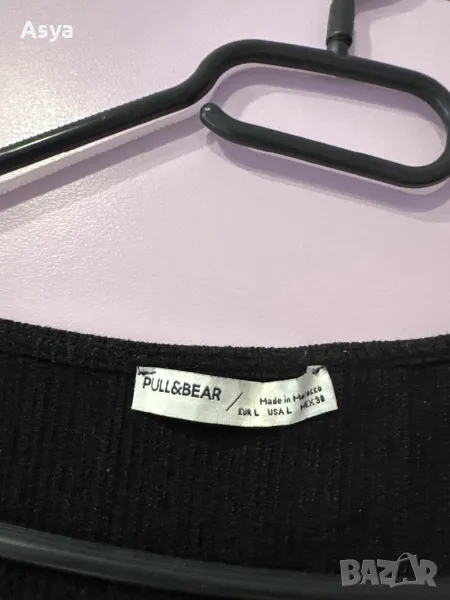 Asya
PULL&BEAR / Made in Morocco
EUR L USA L MEX 30
BAZAR